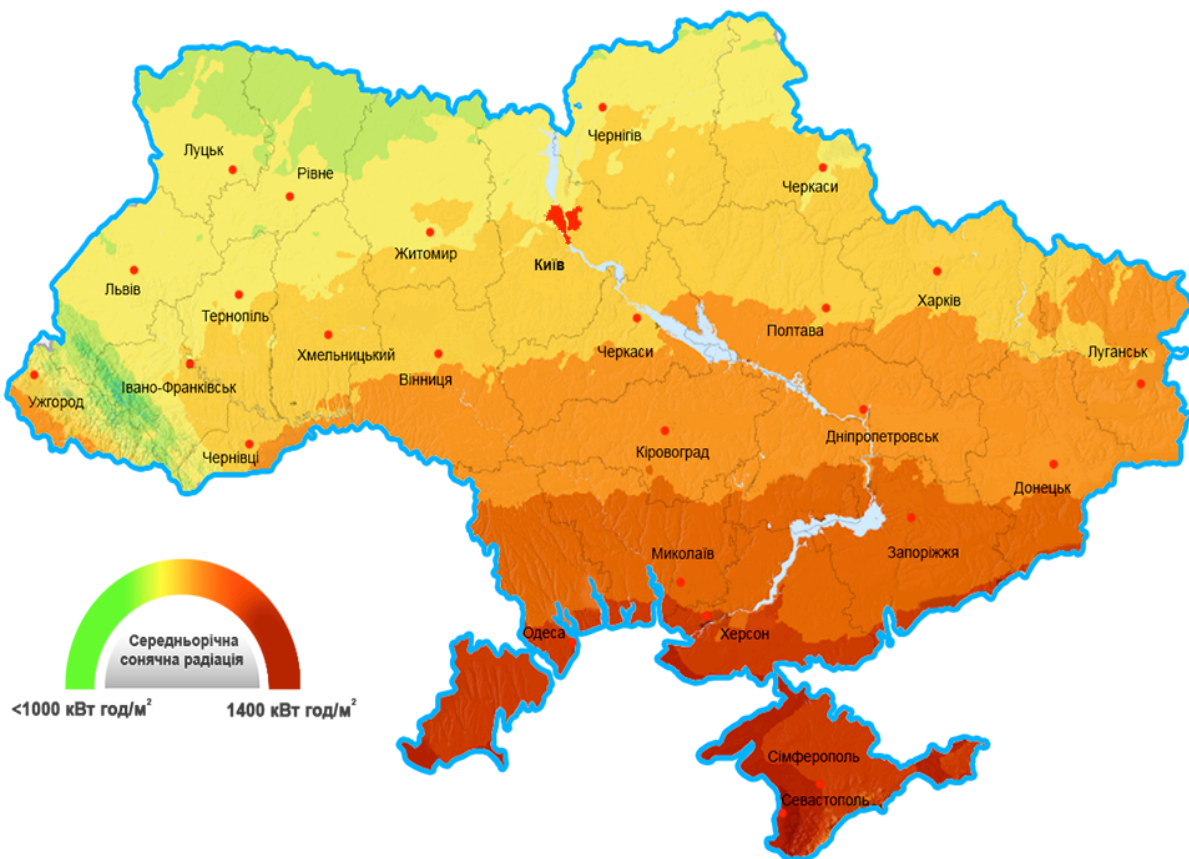 Чернігів
Луцьк
Рівне
Черкаси
Житомир
Київ
Львів
Тернопіль
Харків
Полтава
Хмельницький
Черкаси
Вінниця
Луганськ
Івано-Франківськ
Ужгород
Чернівці
Дніпропетровськ
Кіровоград
Донецьк
Миколаїв
Запоріжжя
Одеса
Херсон
Середньорічна
сонячна радіація
<1000 кВт год/м²
1400 кВт год/м²
Сімферополь
Севастополь